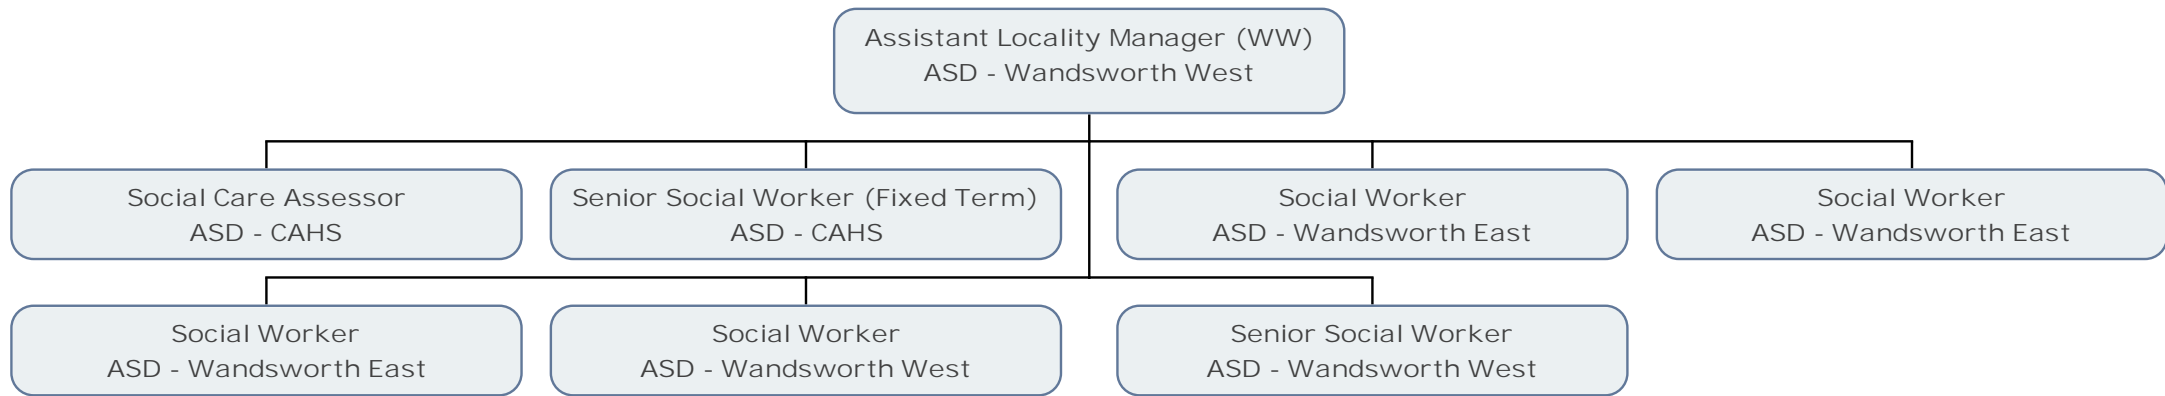 Assistant Locality Manager (WW)
ASD - Wandsworth West
Social Care Assessor
ASD - CAHS
Senior Social Worker (Fixed Term)
ASD - CAHS
Social Worker
ASD - Wandsworth East
Social Worker
ASD - Wandsworth East
Social Worker
ASD - Wandsworth East
Social Worker
ASD - Wandsworth West
Senior Social Worker
ASD - Wandsworth West